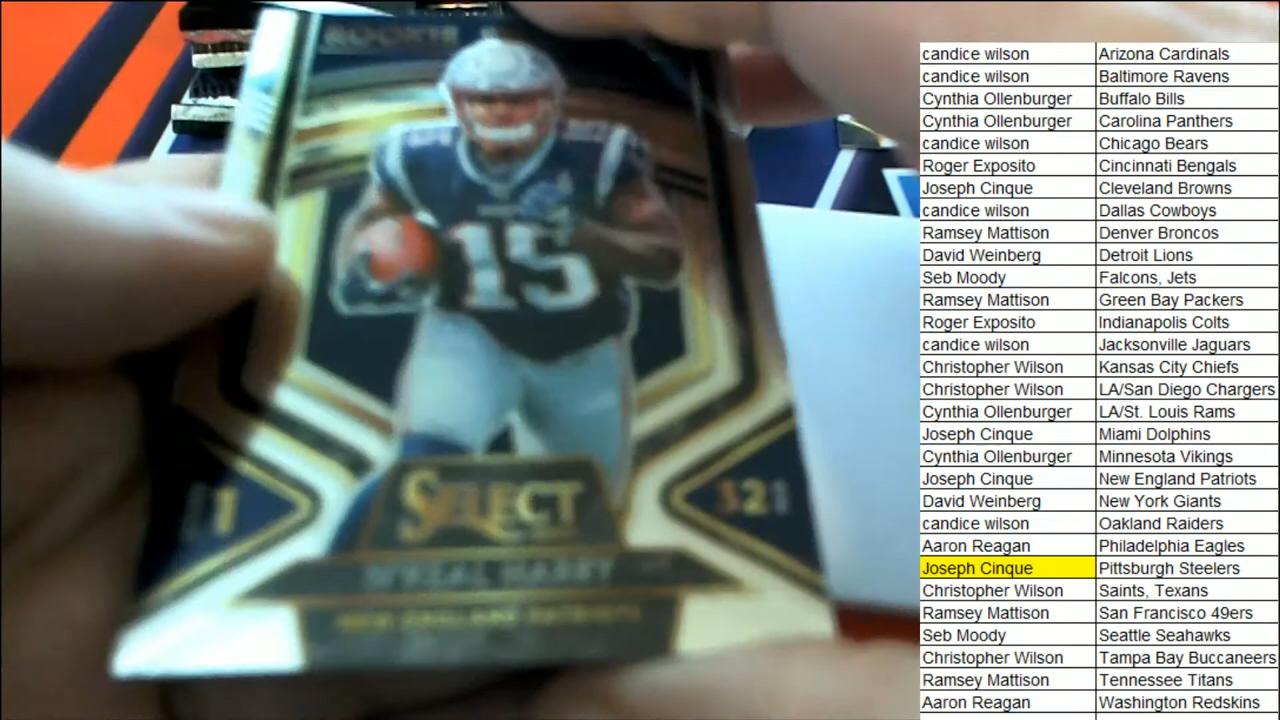 ROOKIE
15
SELECT
NEW ENGLAND PATRIOTS
candice wilson Arizona Cardinals
candice wilson Baltimore Ravens
Cynthia Ollenburger Buffalo Bills
Cynthia Ollenburger Carolina Panthers
candice wilson Chicago Bears
Roger Exposito Cincinnati Bengals
Joseph Cinque Cleveland Browns
candice wilson Dallas Cowboys
Ramsey Mattison Denver Broncos
David Weinberg Detroit Lions
Seb Moody Falcons, Jets
Ramsey Mattison Green Bay Packers
Roger Exposito Indianapolis Colts
candice wilson Jacksonville Jaguars
Christopher Wilson Kansas City Chiefs
Christopher Wilson LA/San Diego Chargers
Cynthia Ollenburger LA/St. Louis Rams
Joseph Cinque Miami Dolphins
Cynthia Ollenburger Minnesota Vikings
Joseph Cinque New England Patriots
David Weinberg New York Giants
candice wilson Oakland Raiders
Aaron Reagan Philadelphia Eagles
Joseph Cinque Pittsburgh Steelers
Christopher Wilson Saints, Texans
Ramsey Mattison San Francisco 49ers
Seb Moody Seattle Seahawks
Christopher Wilson Tampa Bay Buccaneers
Ramsey Mattison Tennessee Titans
Aaron Reagan Washington Redskins